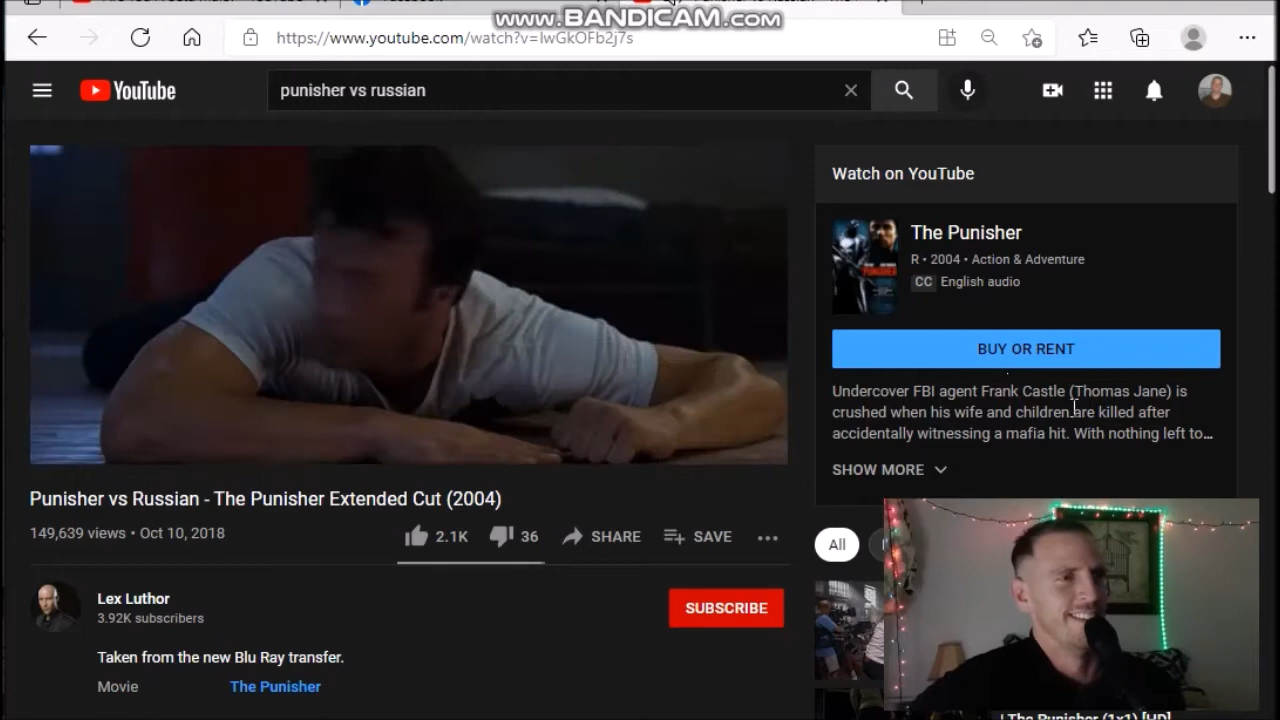 www.BANDICAM.com
https://www.youtube.com/watch?v=lwGkOFb2j7s
YouTube
punisher vs russian
Watch on YouTube
The Punisher
R • 2004 • Action & Adventure
CC English audio
BUY OR RENT
Undercover FBI agent Frank Castle (Thomas Jane) is
crushed when his wife and children are killed after
accidentally witnessing a mafia hit. With nothing left to...
SHOW MORE
Punisher vs Russian - The Punisher Extended Cut (2004)
149,639 views • Oct 10, 2018
2.1K
36
SHARE
SAVE
All
Lex Luthor
3.92K subscribers
SUBSCRIBE
Taken from the new Blu Ray transfer.
Movie
The Punisher
The Punisher (1x1) [HD]